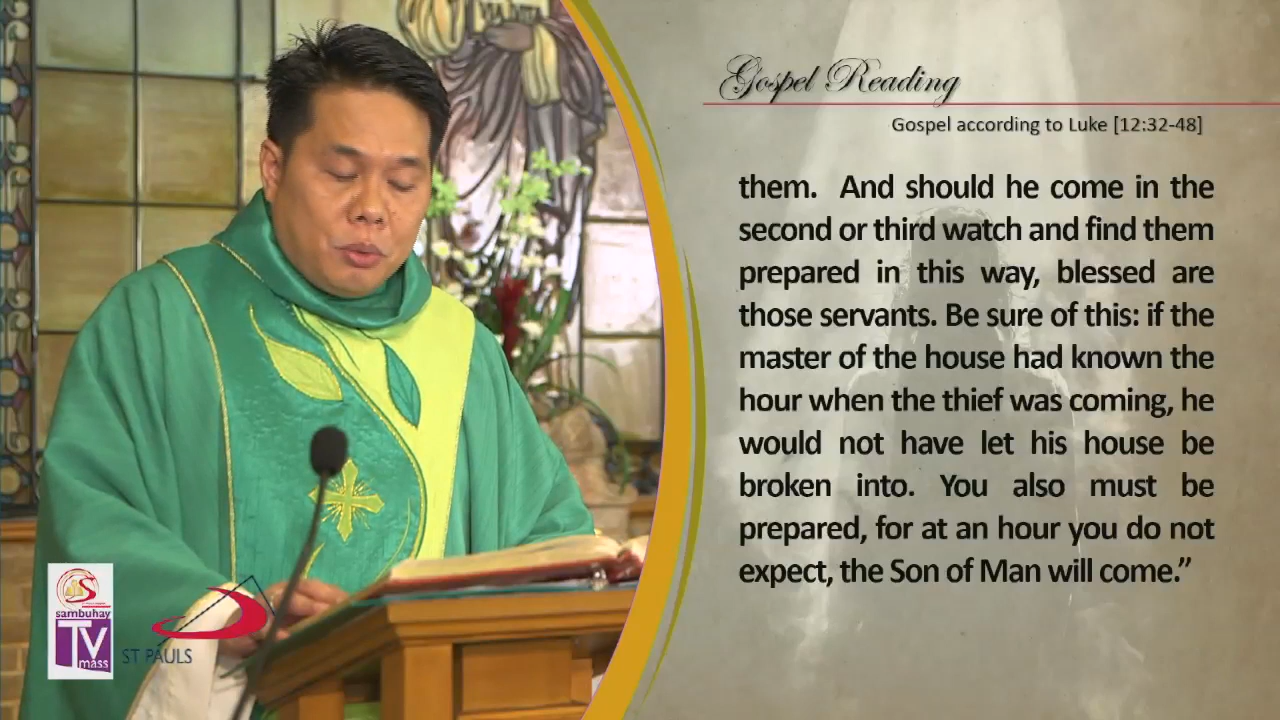 Gospel Reading
Gospel according to Luke [12:32-48]
them. And should he come in the
second or third watch and find them
prepared in this way, blessed are
those servants. Be sure of this: if the
master of the house had known the
hour when the thief was coming, he
would not have let his house be
broken into. You also must be
prepared, for at an hour you do not
expect, the Son of Man will come.”
sambuhay
TV
mass
ST PAULS